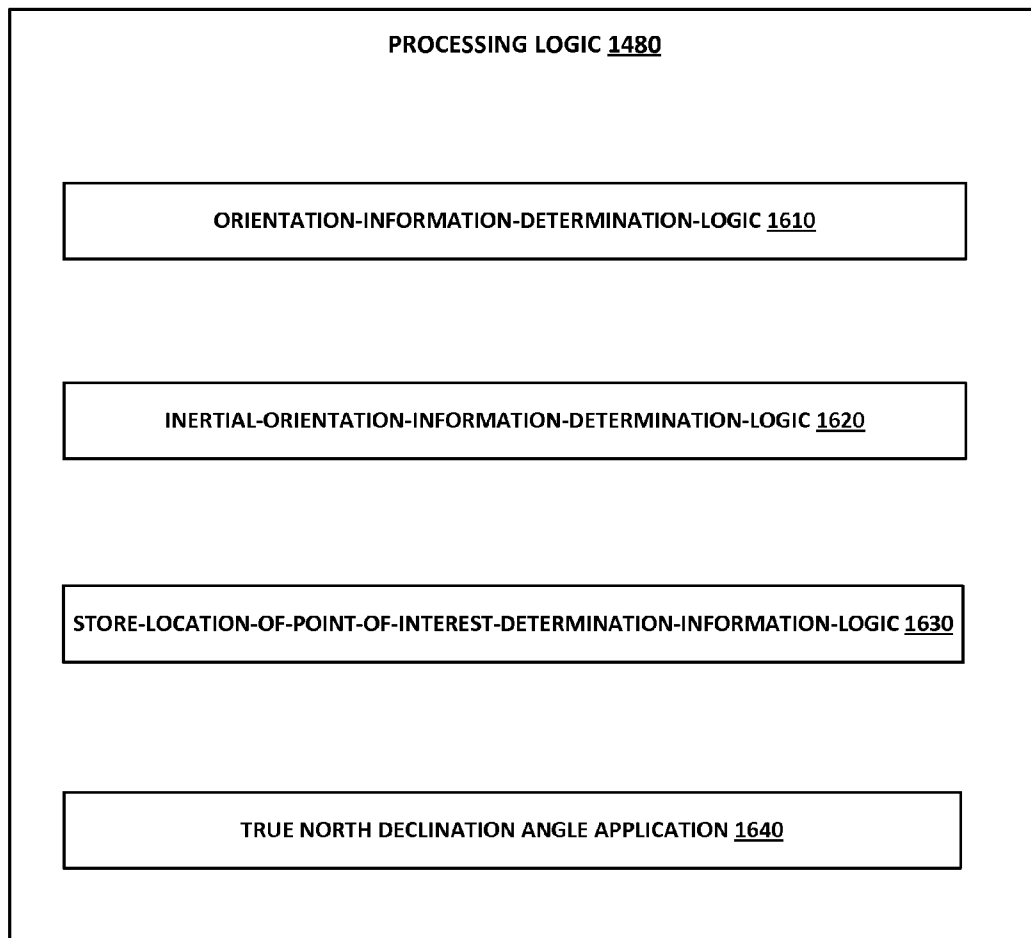 PROCESSING LOGIC 1480
ORIENTATION-INFORMATION-DETERMINATION-LOGIC 1610
INERTIAL-ORIENTATION-INFORMATION-DETERMINATION-LOGIC 1620
STORE-LOCATION-OF-POINT-OF-INTEREST-DETERMINATION-INFORMATION-LOGIC 1630
TRUE NORTH DECLINATION ANGLE APPLICATION 1640